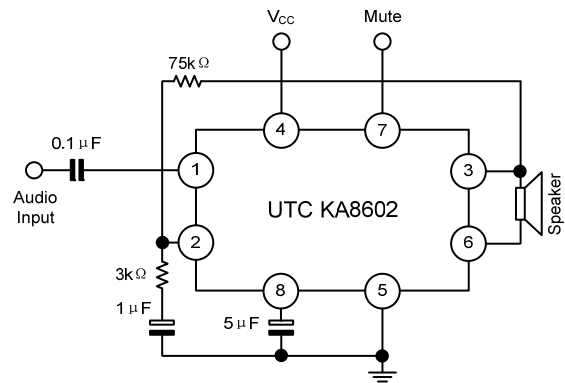 Vcc
Mute
75kΩ
0.1μF
4
7
1
3
Audio
Input
UTC KA8602
Speaker
2
6
3kΩ
1μF
5μF
8
5